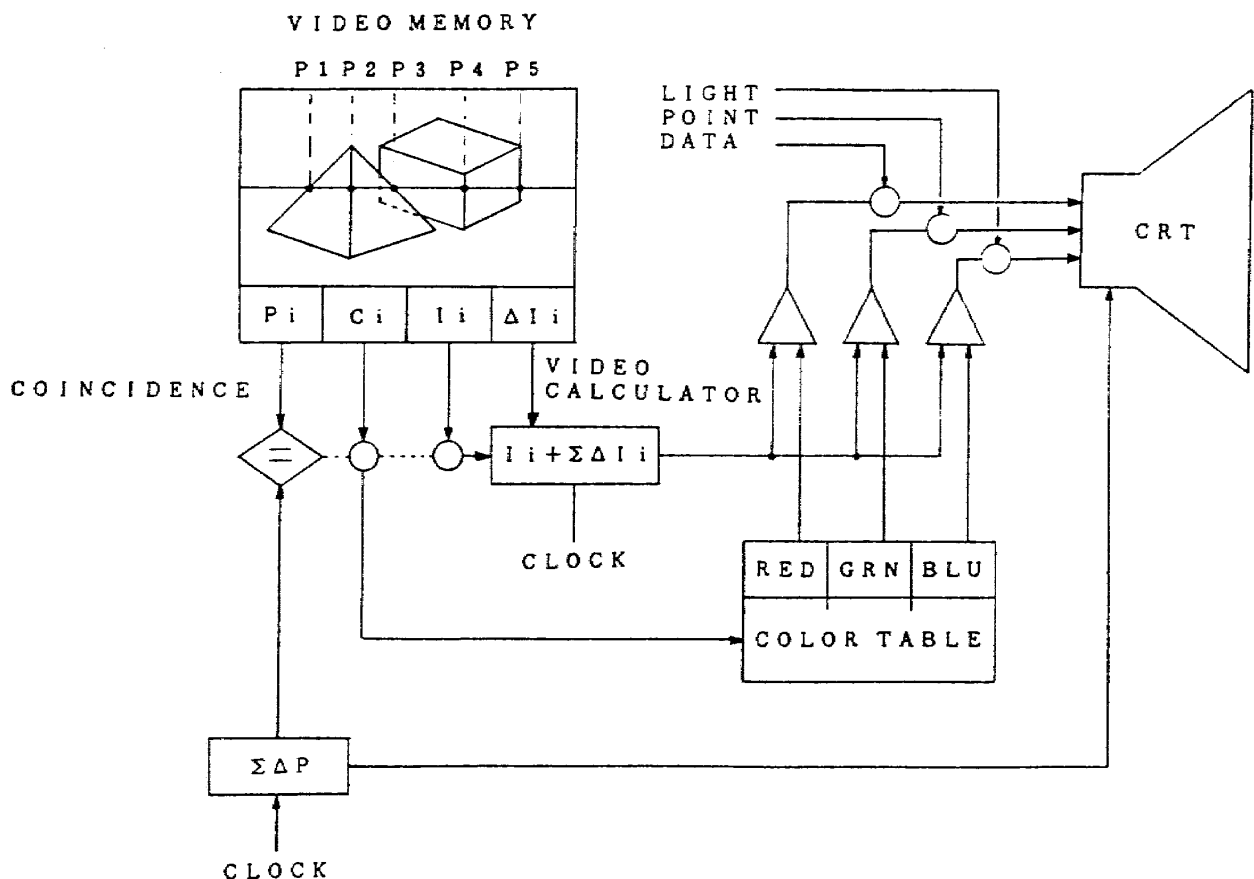 VIDEO MEMORY
P1 P2 P3 P4 P5
LIGHT
POINT
DATA
CRT
Pi Ci Ii ΔIi
COINCIDENCE
VIDEO
CALCULATOR
=
Ii+ΣΔIi
CLOCK
RED GRN BLU
COLOR TABLE
ΣΔP
CLOCK